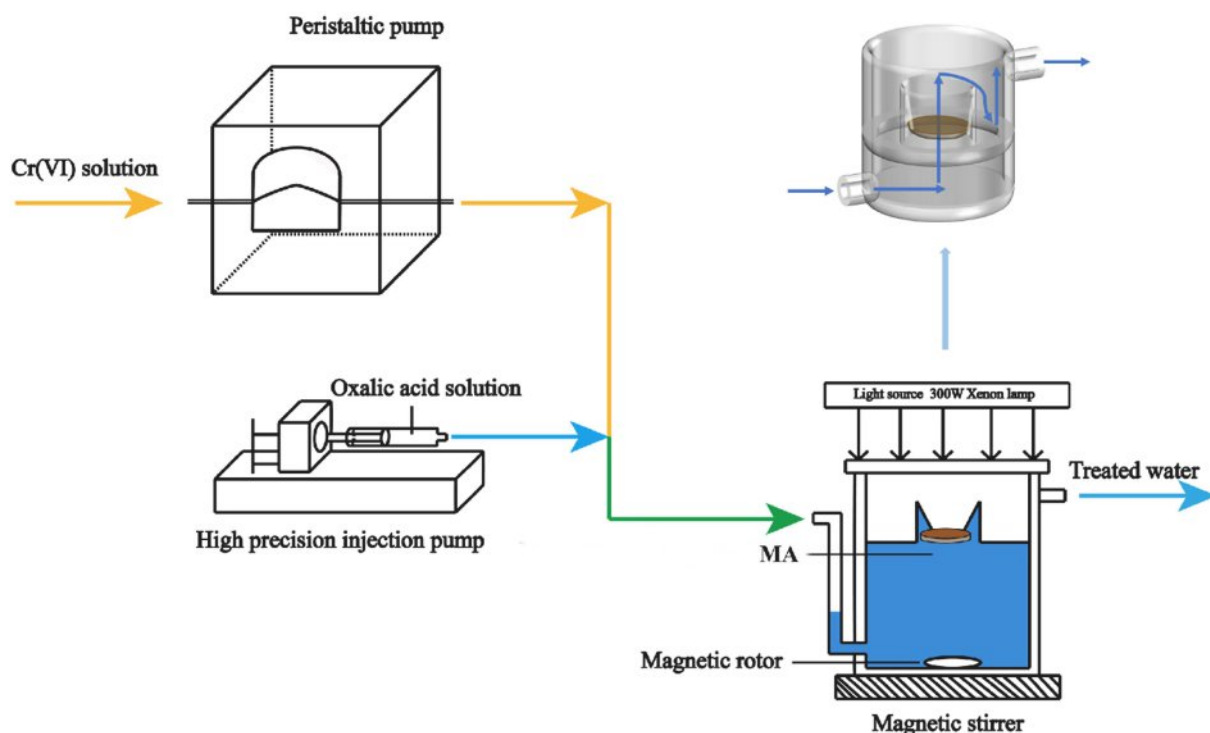 Peristaltic pump
Cr(VI) solution
Oxalic acid solution
High precision injection pump
Light source 300W Xenon lamp
Treated water
MA
Magnetic rotor
Magnetic stirrer